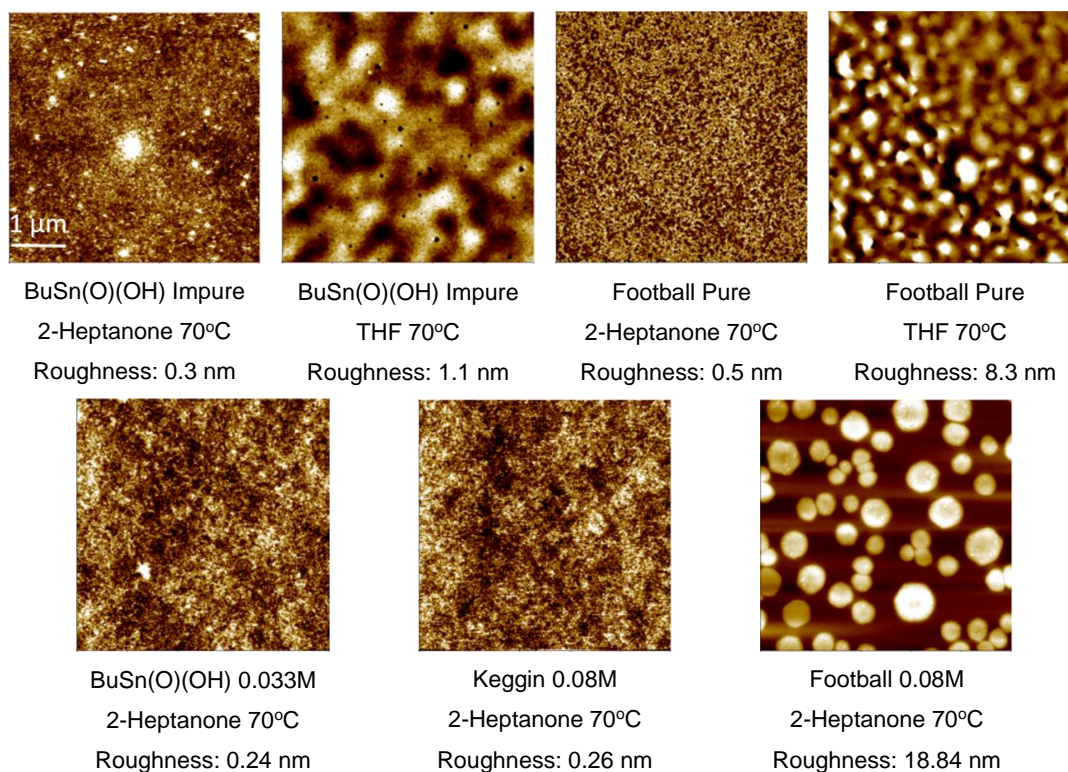 1 µm
BuSn(O)(OH) Impure
2-Heptanone 70°C
Roughness: 0.3 nm
BuSn(O)(OH) Impure
THF 70°C
Roughness: 1.1 nm
Football Pure
2-Heptanone 70°C
Roughness: 0.5 nm
Football Pure
THF 70°C
Roughness: 8.3 nm
BuSn(O)(OH) 0.033M
2-Heptanone 70°C
Roughness: 0.24 nm
Keggin 0.08M
2-Heptanone 70°C
Roughness: 0.26 nm
Football 0.08M
2-Heptanone 70°C
Roughness: 18.84 nm